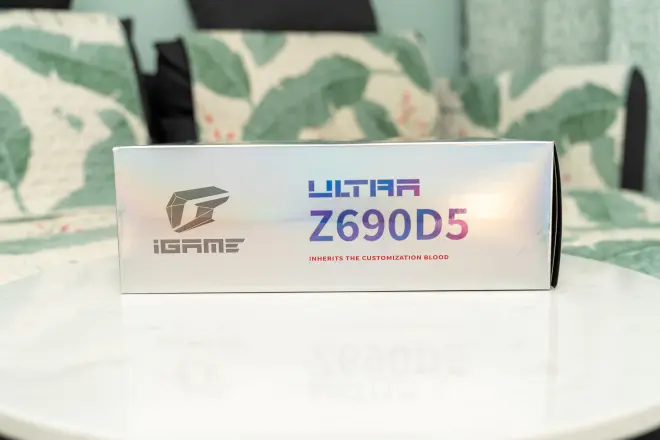 iGAME
ULTRA
Z690D5
INHERITS THE CUSTOMIZATION BLOOD